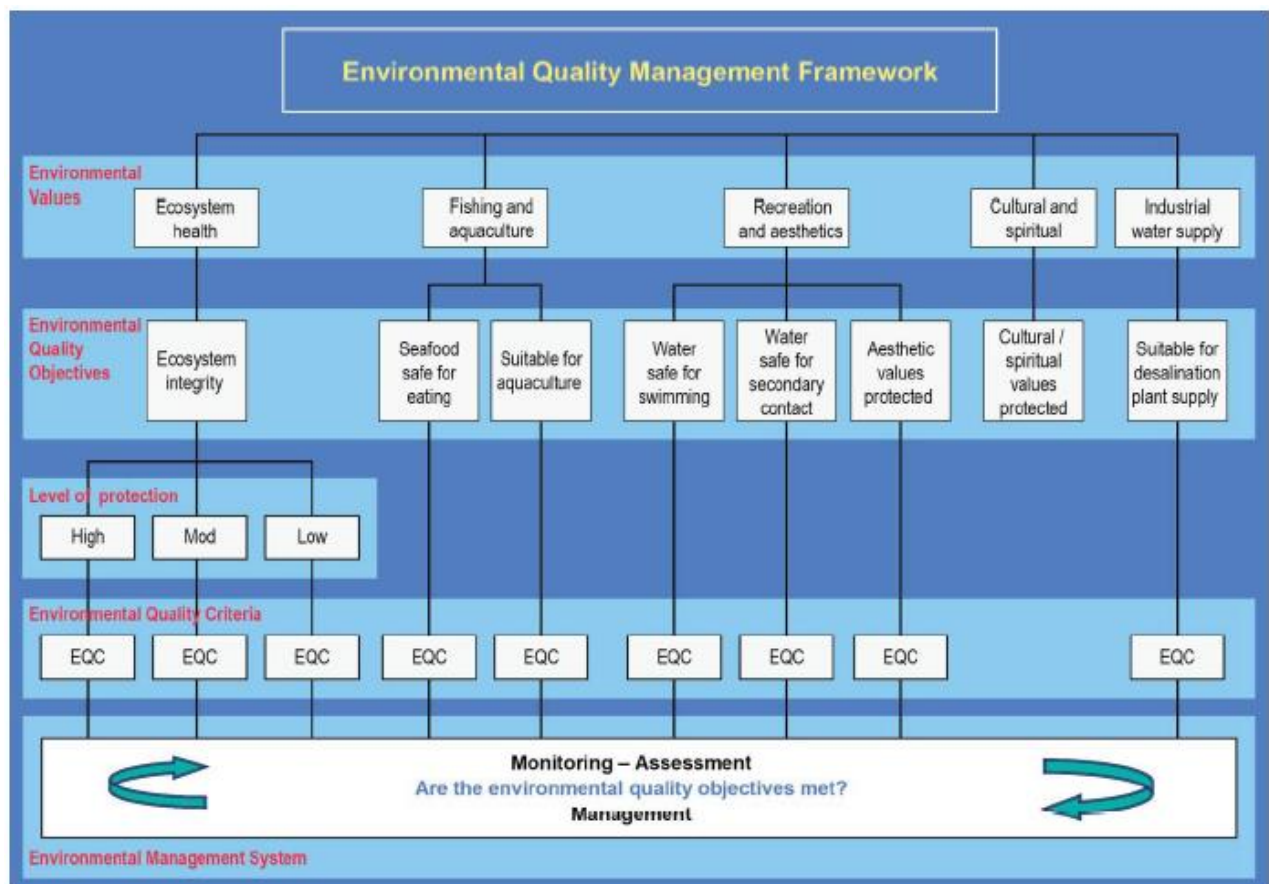 Environmental Quality Management Framework
Environmental
Values
Ecosystem
health
Fishing and
aquaculture
Recreation
and aesthetics
Cultural and
spiritual
Industrial
water supply
Environmental
Quality
Objectives
Ecosystem
integrity
Seafood
safe for
eating
Suitable for
aquaculture
Water
safe for
swimming
Water
safe for
secondary
contact
Aesthetic
values
protected
Cultural /
spiritual
values
protected
Suitable for
desalination
plant supply
Level of protection
High
Mod
Low
Environmental Quality Criteria
EQC
EQC
EQC
EQC
EQC
EQC
EQC
EQC
EQC
Monitoring – Assessment
Are the environmental quality objectives met?
Management
Environmental Management System